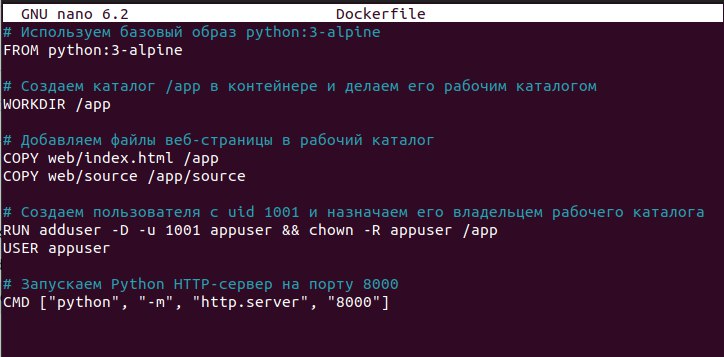 GNU nano 6.2 Dockerfile
# Используем базовый образ python:3-alpine
FROM python:3-alpine
# Создаем каталог /app в контейнере и делаем его рабочим каталогом
WORKDIR /app
# Добавляем файлы веб-страницы в рабочий каталог
COPY web/index.html /app
COPY web/source /app/source
# Создаем пользователя с uid 1001 и назначаем его владельцем рабочего каталога
RUN adduser -D -u 1001 appuser && chown -R appuser /app
USER appuser
# Запускаем Python HTTP-сервер на порту 8000
CMD ["python", "-m", "http.server", "8000"]